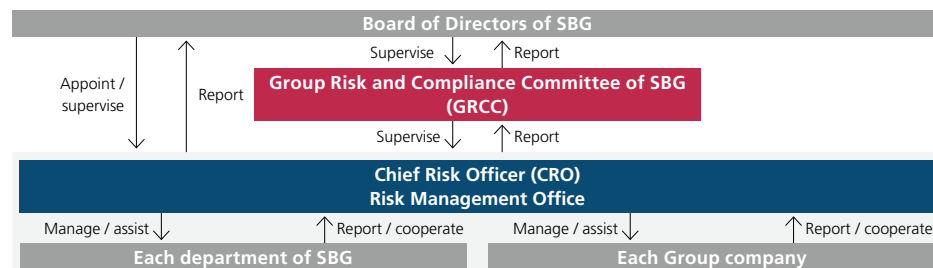 Board of Directors of SBG
Supervise
Report
Appoint /
supervise
Report
Group Risk and Compliance Committee of SBG
(GRCC)
Supervise
Report
Chief Risk Officer (CRO)
Risk Management Office
Manage / assist
Report / cooperate
Manage / assist
Report / cooperate
Each department of SBG
Each Group company